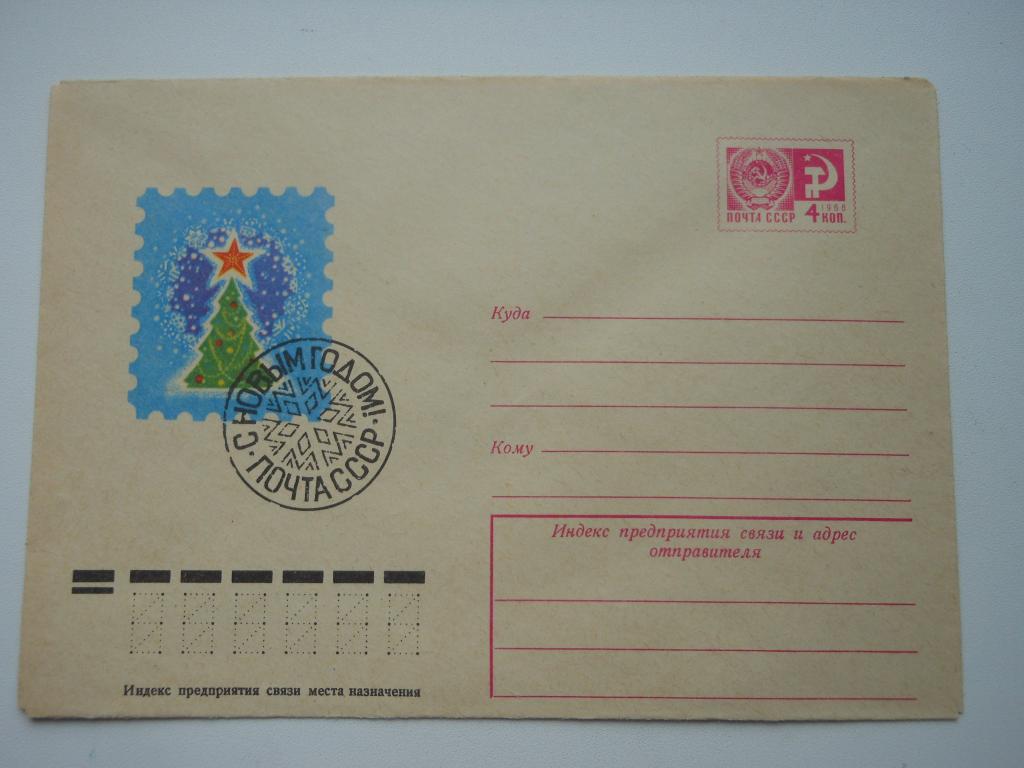 ПОЧТА СССР
1966
4 КОП.
С НОВЫМ ГОДОМ!
· ПОЧТА СССР ·
Куда
Кому
Индекс предприятия связи и адрес
отправителя
Индекс предприятия связи места назначения